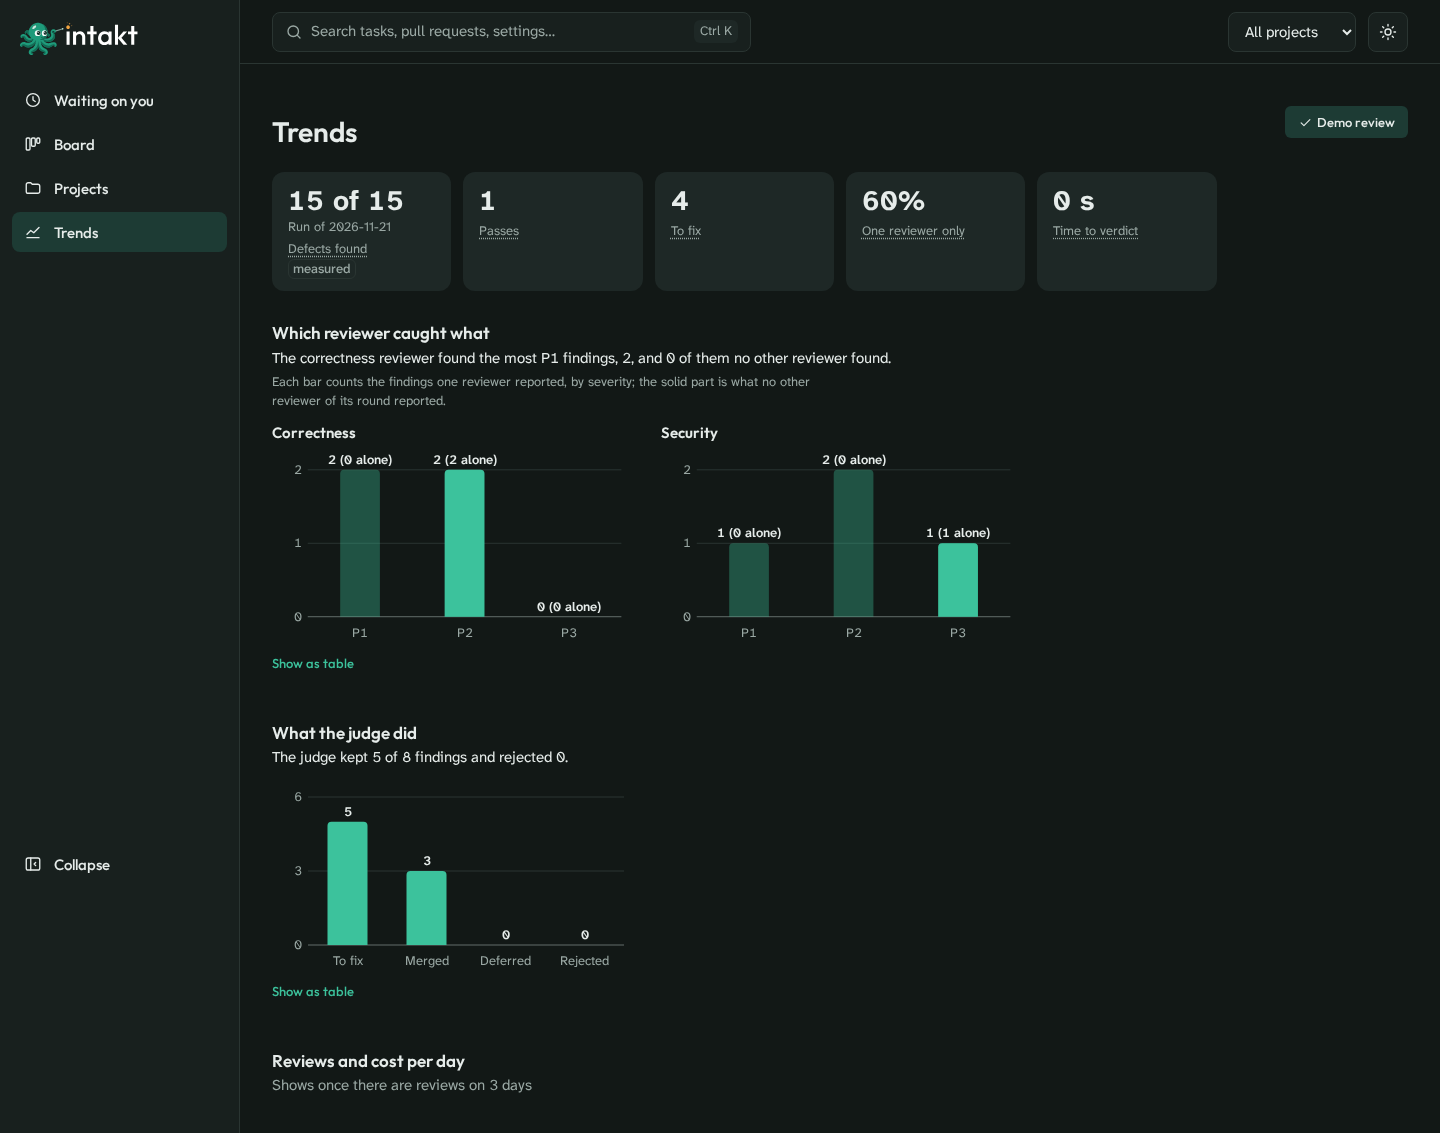 intakt
Search tasks, pull requests, settings...
Ctrl K
All projects
Waiting on you
Board
Projects
Trends
Collapse
Trends
Demo review
15 of 15
Run of 2026-11-21
Defects found
measured
1
Passes
4
To fix
60%
One reviewer only
0 s
Time to verdict
Which reviewer caught what
The correctness reviewer found the most P1 findings, 2, and 0 of them no other reviewer found.
Each bar counts the findings one reviewer reported, by severity; the solid part is what no other
reviewer of its round reported.
Correctness
2 (0 alone)
2 (2 alone)
0 (0 alone)
2
1
0
P1
P2
P3
Security
1 (0 alone)
2 (0 alone)
1 (1 alone)
2
1
0
P1
P2
P3
Show as table
What the judge did
The judge kept 5 of 8 findings and rejected 0.
6
3
0
5
3
0
0
To fix
Merged
Deferred
Rejected
Show as table
Reviews and cost per day
Shows once there are reviews on 3 days